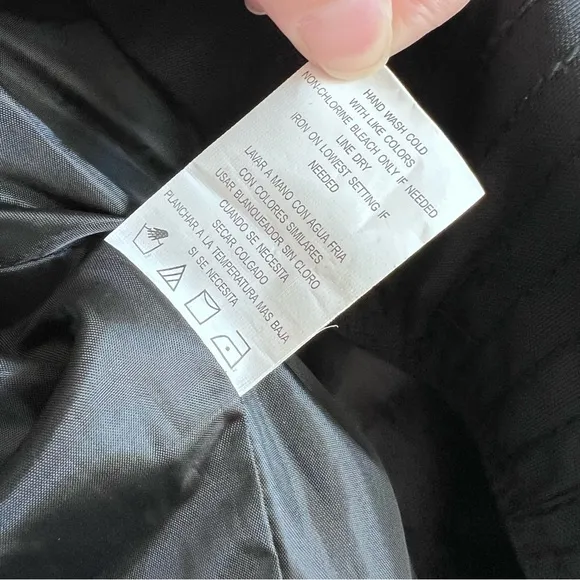 HAND WASH COLD
WITH LIKE COLORS
NON-CHLORINE BLEACH ONLY IF NEEDED
LINE DRY
IRON ON LOWEST SETTING IF
NEEDED
LAVAR A MANO CON AGUA FRIA
CON COLORES SIMILARES
USAR BLANQUEADOR SIN CLORO
CUANDO SE NECESITA
SECAR COLGADO
PLANCHAR A LA TEMPERATURA MAS BAJA
SI SE NECESITA